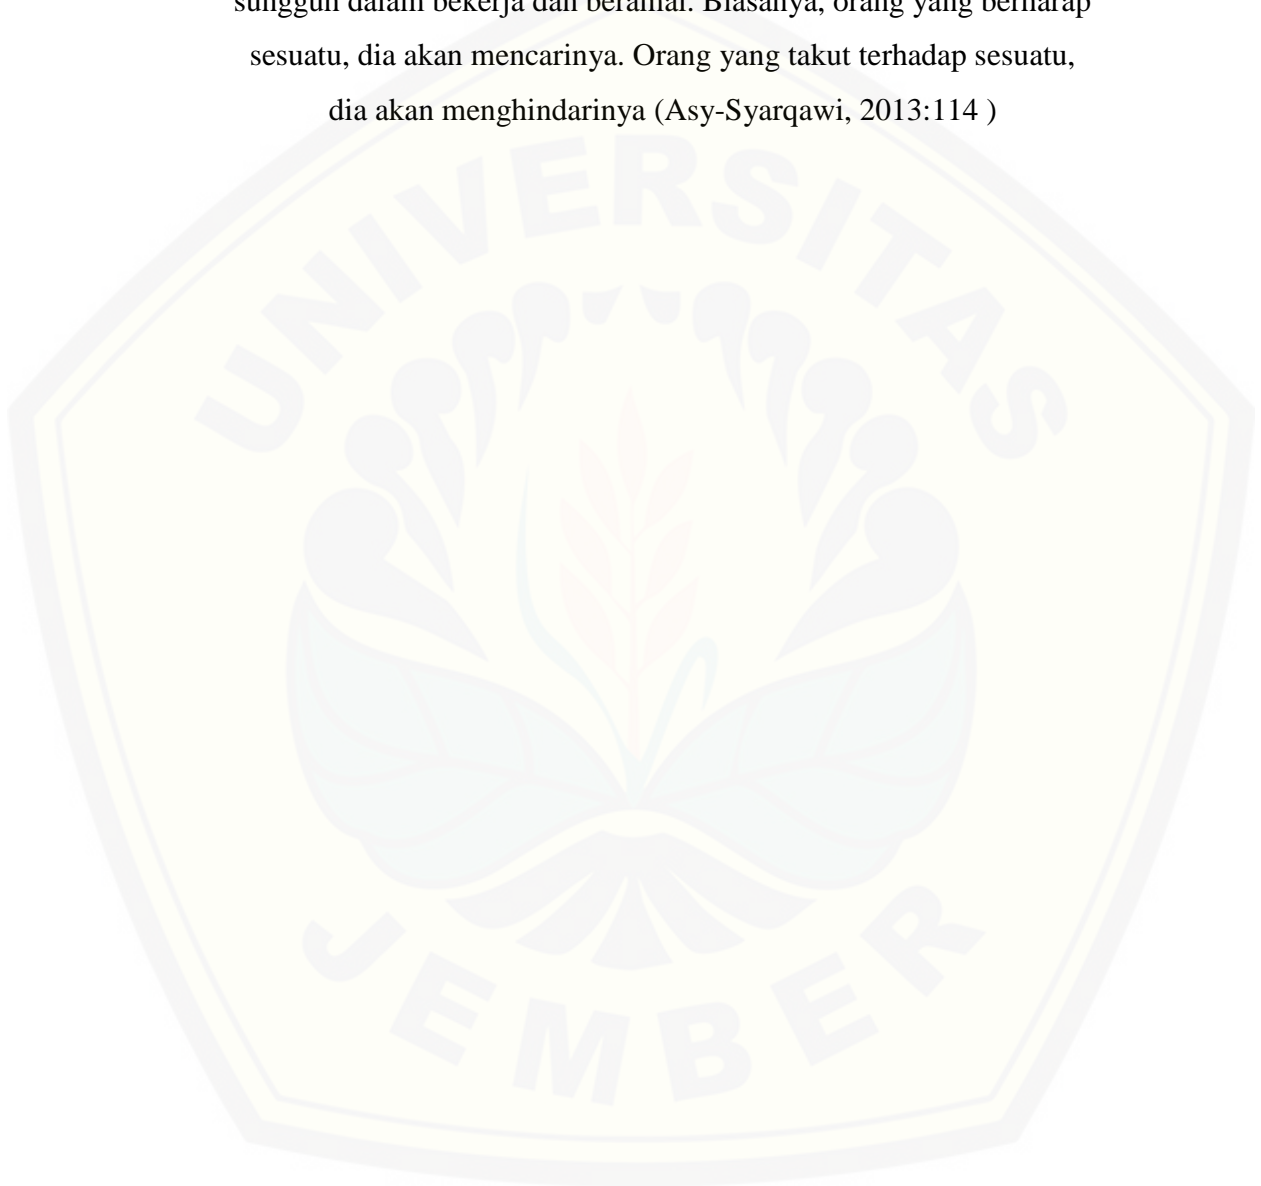 sungguh dalam bekerja dan beramal. Biasanya, orang yang berharap
sesuatu, dia akan mencarinya. Orang yang takut terhadap sesuatu,
dia akan menghindarinya (Asy-Syarqawi, 2013:114 )
UNIVERSITAS
JEMBER